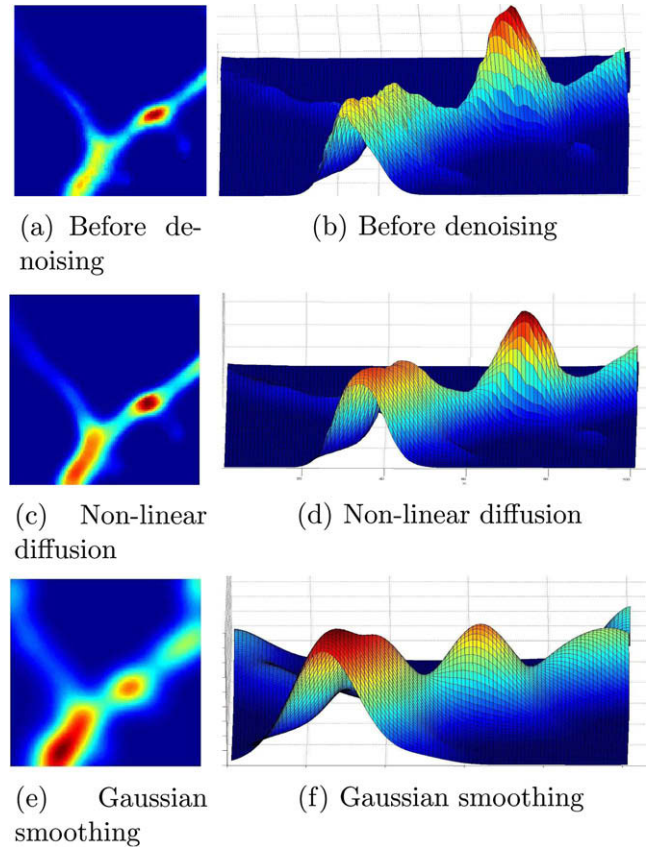 (a) Before de-
noising
(b) Before denoising
(c) Non-linear
diffusion
(d) Non-linear diffusion
(e) Gaussian
smoothing
(f) Gaussian smoothing